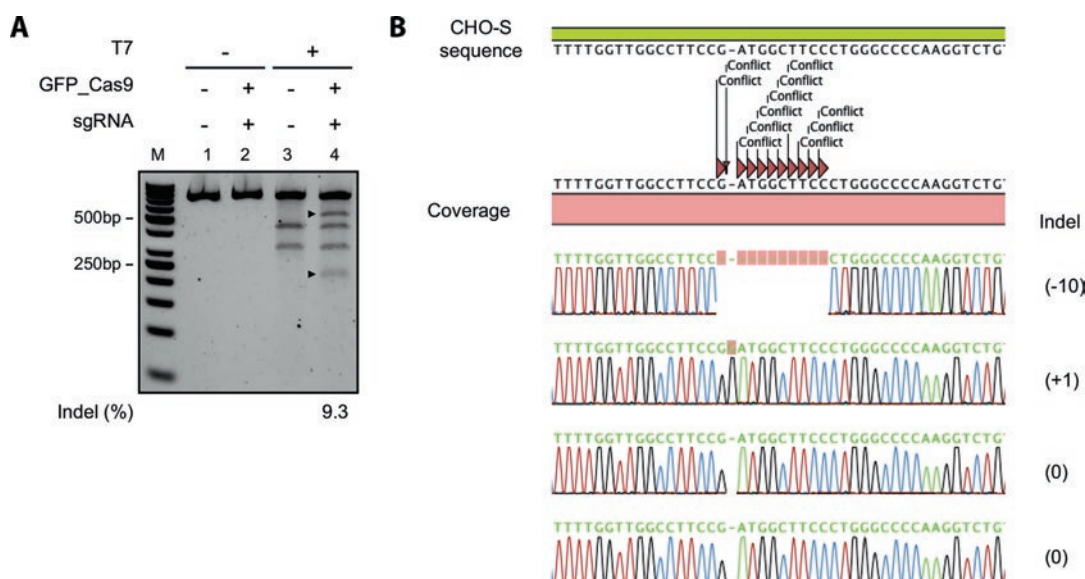 A
T7
- +
GFP_Cas9
- + - +
sgRNA
- + - +
M 1 2 3 4
500bp
250bp
Indel (%) 9.3
B
CHO-S
sequence
TTTTGGTTGGCCTTCCG-ATGGCTTCCCTGGGCCCCAAGGTCTG
Conflict Conflict
Conflict Conflict
Conflict
Conflict Conflict
Conflict Conflict
Conflict Conflict
TTTTGGTTGGCCTTCCG-ATGGCTTCCCTGGGCCCCAAGGTCTG
Coverage
Indel
TTTTGGTTGGCCTTCC - CTGGGCCCCAAGGTCTG
(-10)
TTTTGGTTGGCCTTCCG ATGGCTTCCCTGGGCCCCAAGGTCTG
(+1)
TTTTGGTTGGCCTTCCG-ATGGCTTCCCTGGGCCCCAAGGTCTG
(0)
TTTTGGTTGGCCTTCCG-ATGGCTTCCCTGGGCCCCAAGGTCTG
(0)